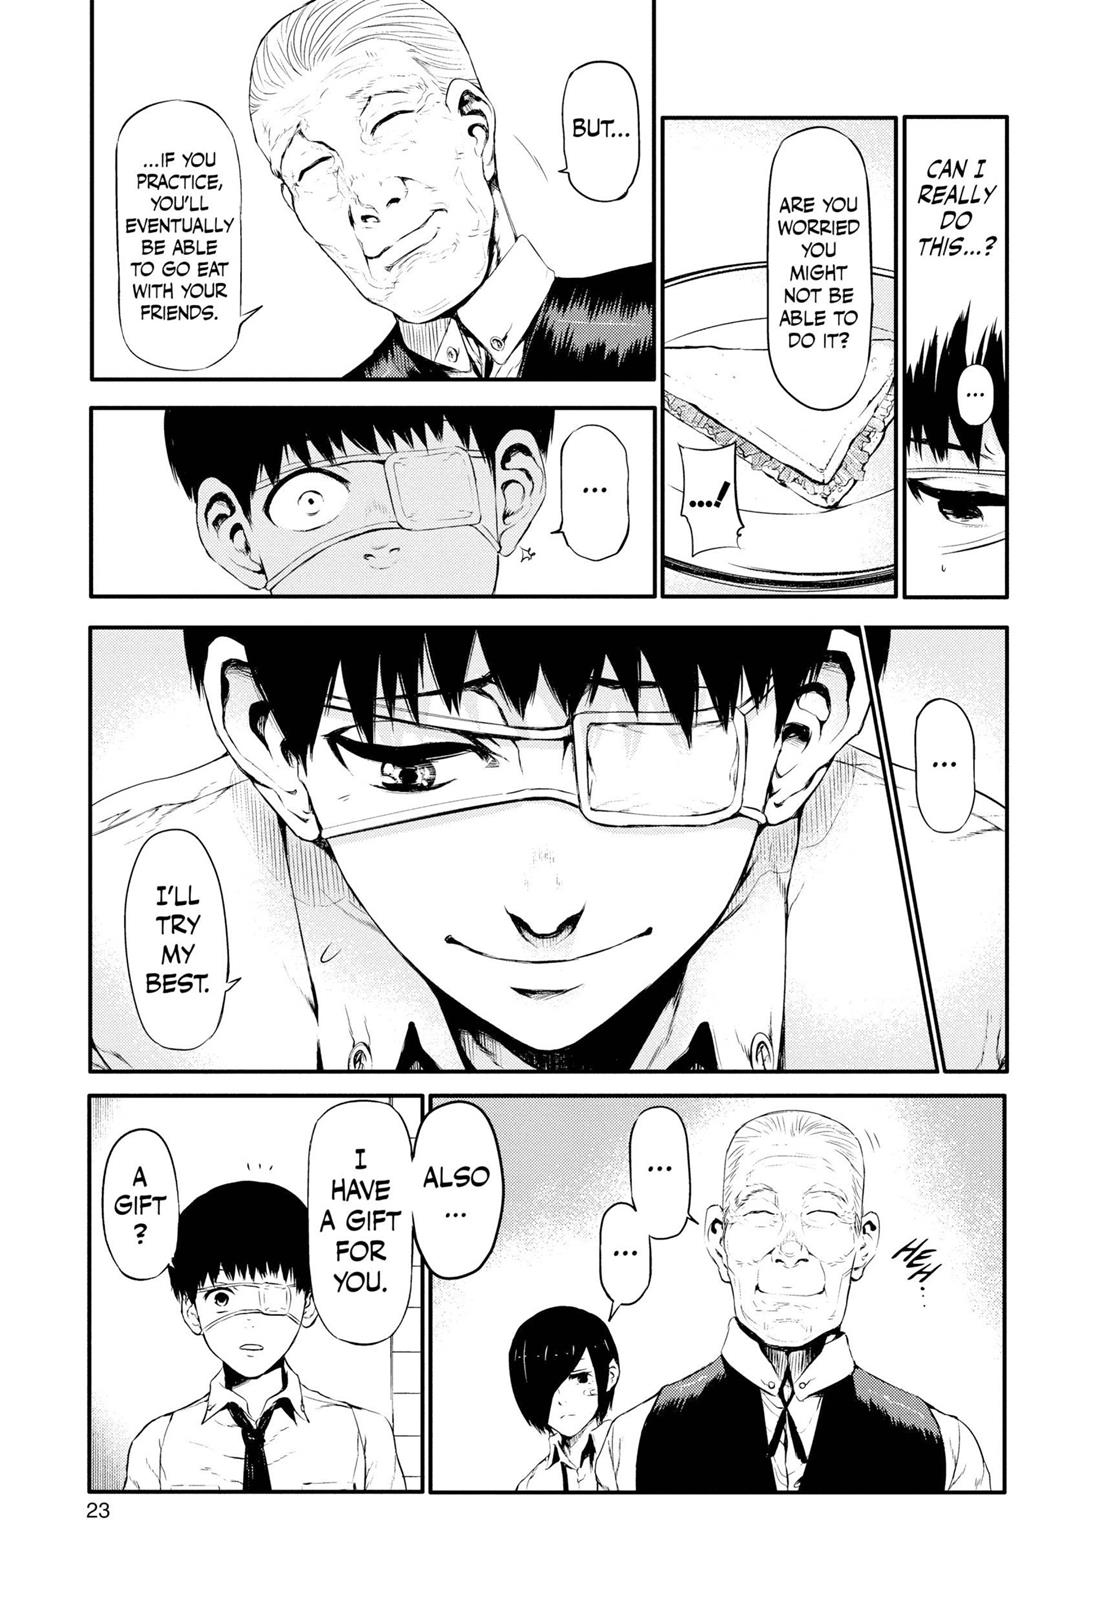 CAN I
REALLY
DO
THIS...?
...
ARE YOU
WORRIED
YOU
MIGHT
NOT BE
ABLE TO
DO IT?
....!
BUT...
...IF YOU
PRACTICE,
YOU'LL
EVENTUALLY
BE ABLE
TO GO EAT
WITH YOUR
FRIENDS.
...
...
I'LL
TRY
MY
BEST.
HEH...
...
...
ALSO
...
I
HAVE
A GIFT
FOR
YOU.
A
GIFT
?
23